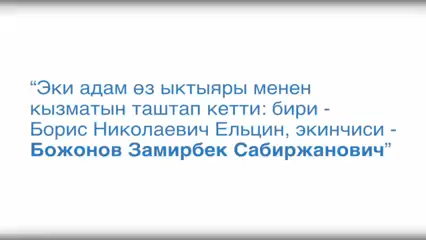 “Эки адам өз ыктыяры менен
кызматын таштап кетти: бири -
Борис Николаевич Ельцин, экинчиси -
Божонов Замирбек Сабиржанович”